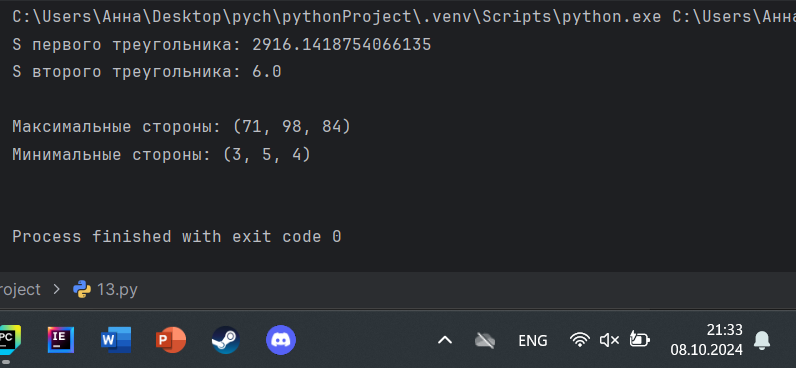 C:\Users\Анна\Desktop\pych\pythonProject\.venv\Scripts\python.exe C:\Users\Анна
S первого треугольника: 2916.1418754066135
S второго треугольника: 6.0
Максимальные стороны: (71, 98, 84)
Минимальные стороны: (3, 5, 4)
Process finished with exit code 0
roject > 13.py
PC IE W P ENG 21:33
08.10.2024